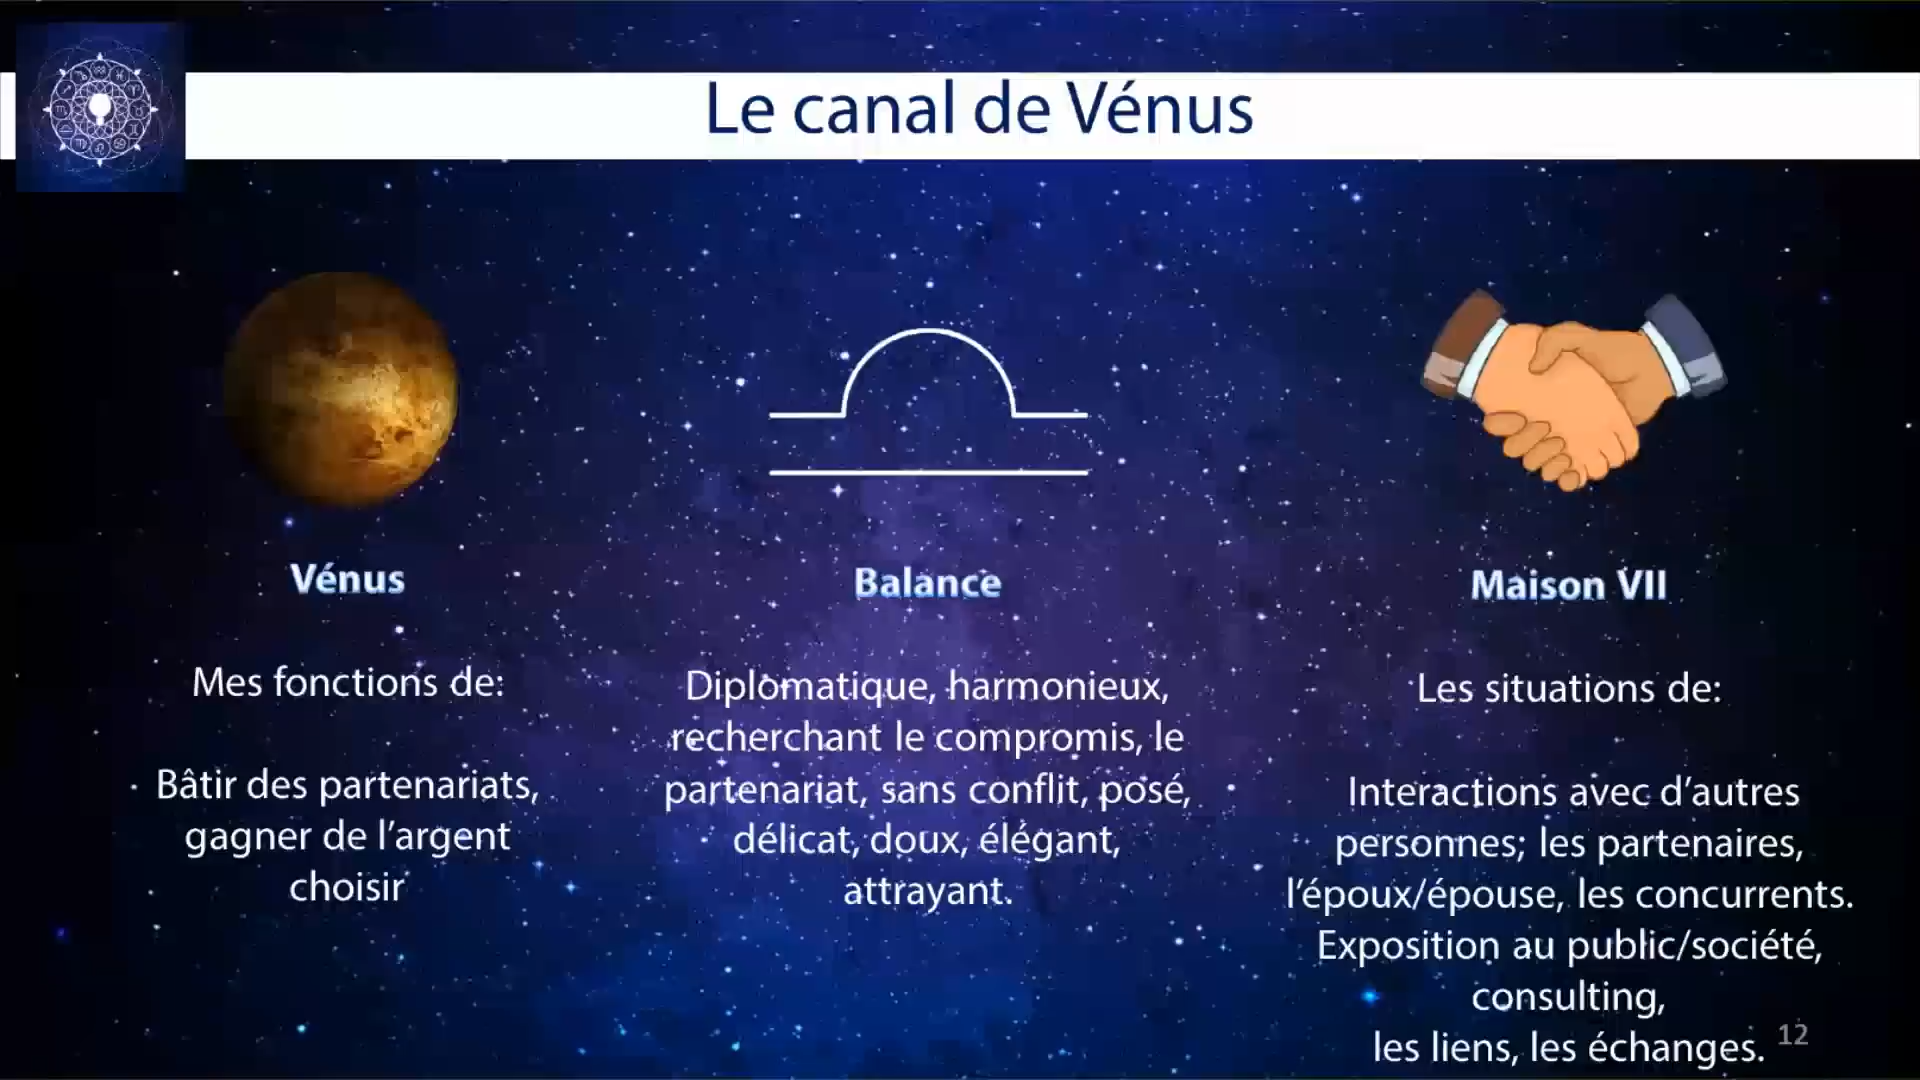 Le canal de Vénus
Vénus
Mes fonctions de:
Bâtir des partenariats,
gagner de l'argent
choisir
Balance
Diplomatique, harmonieux,
recherchant le compromis, le
partenariat, sans conflit, posé,
délicat, doux, élégant,
attrayant.
Maison VII
Les situations de:
Interactions avec d'autres
personnes; les partenaires,
l'époux/épouse, les concurrents.
Exposition au public/société,
consulting,
les liens, les échanges.
12